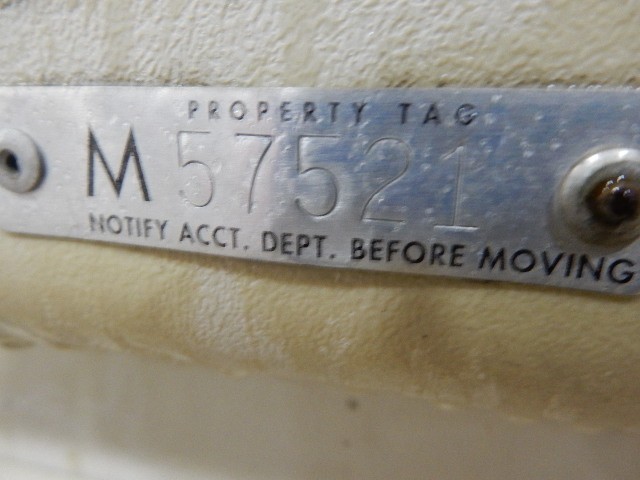 PROPERTY TAG
M 57521
NOTIFY ACCT. DEPT. BEFORE MOVING